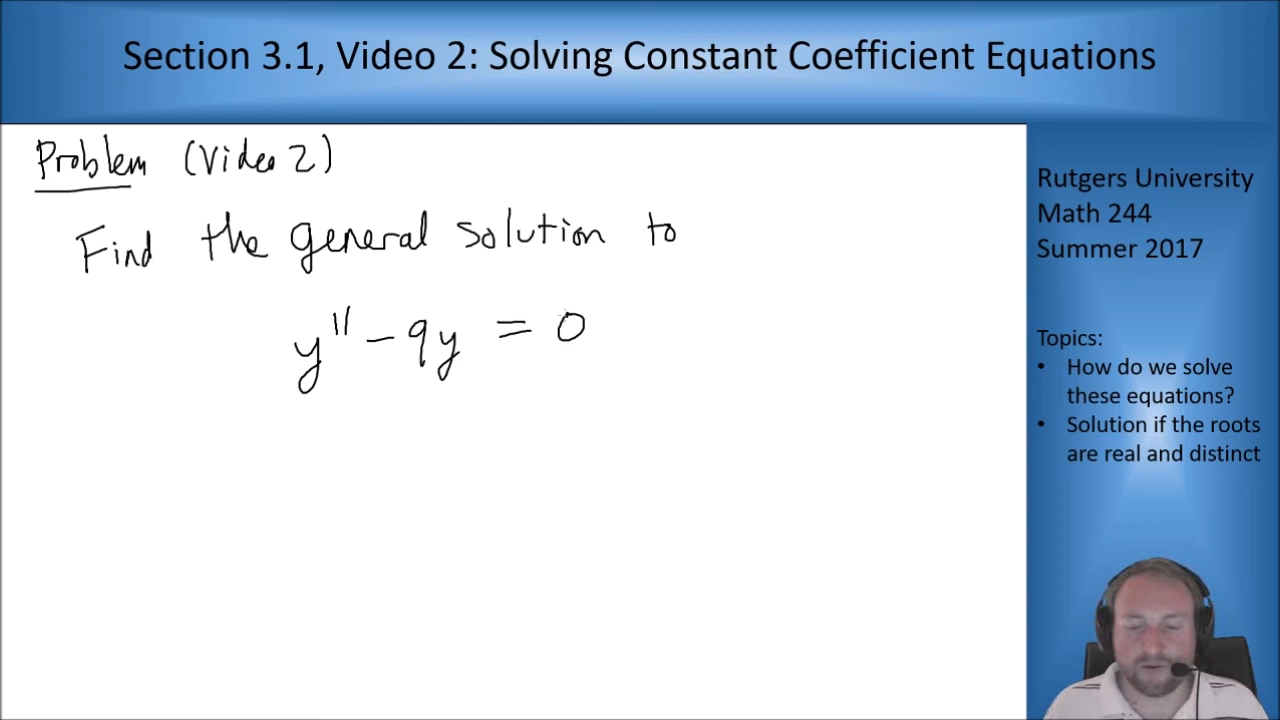 Section 3.1, Video 2: Solving Constant Coefficient Equations
Problem (Video 2)
Find the general solution to
y'' - 9y = 0
Rutgers University
Math 244
Summer 2017
Topics:
• How do we solve
these equations?
• Solution if the roots
are real and distinct